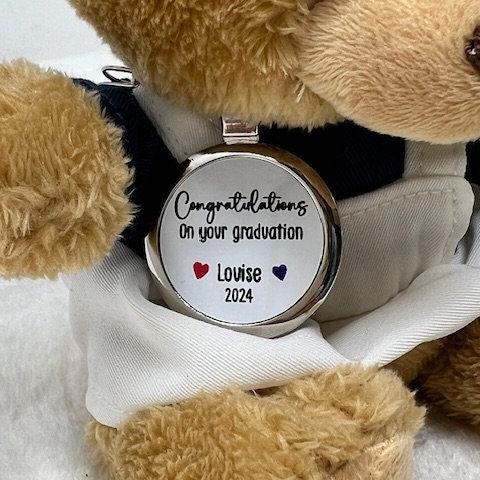 Congratulations
On your graduation
Louise
2024